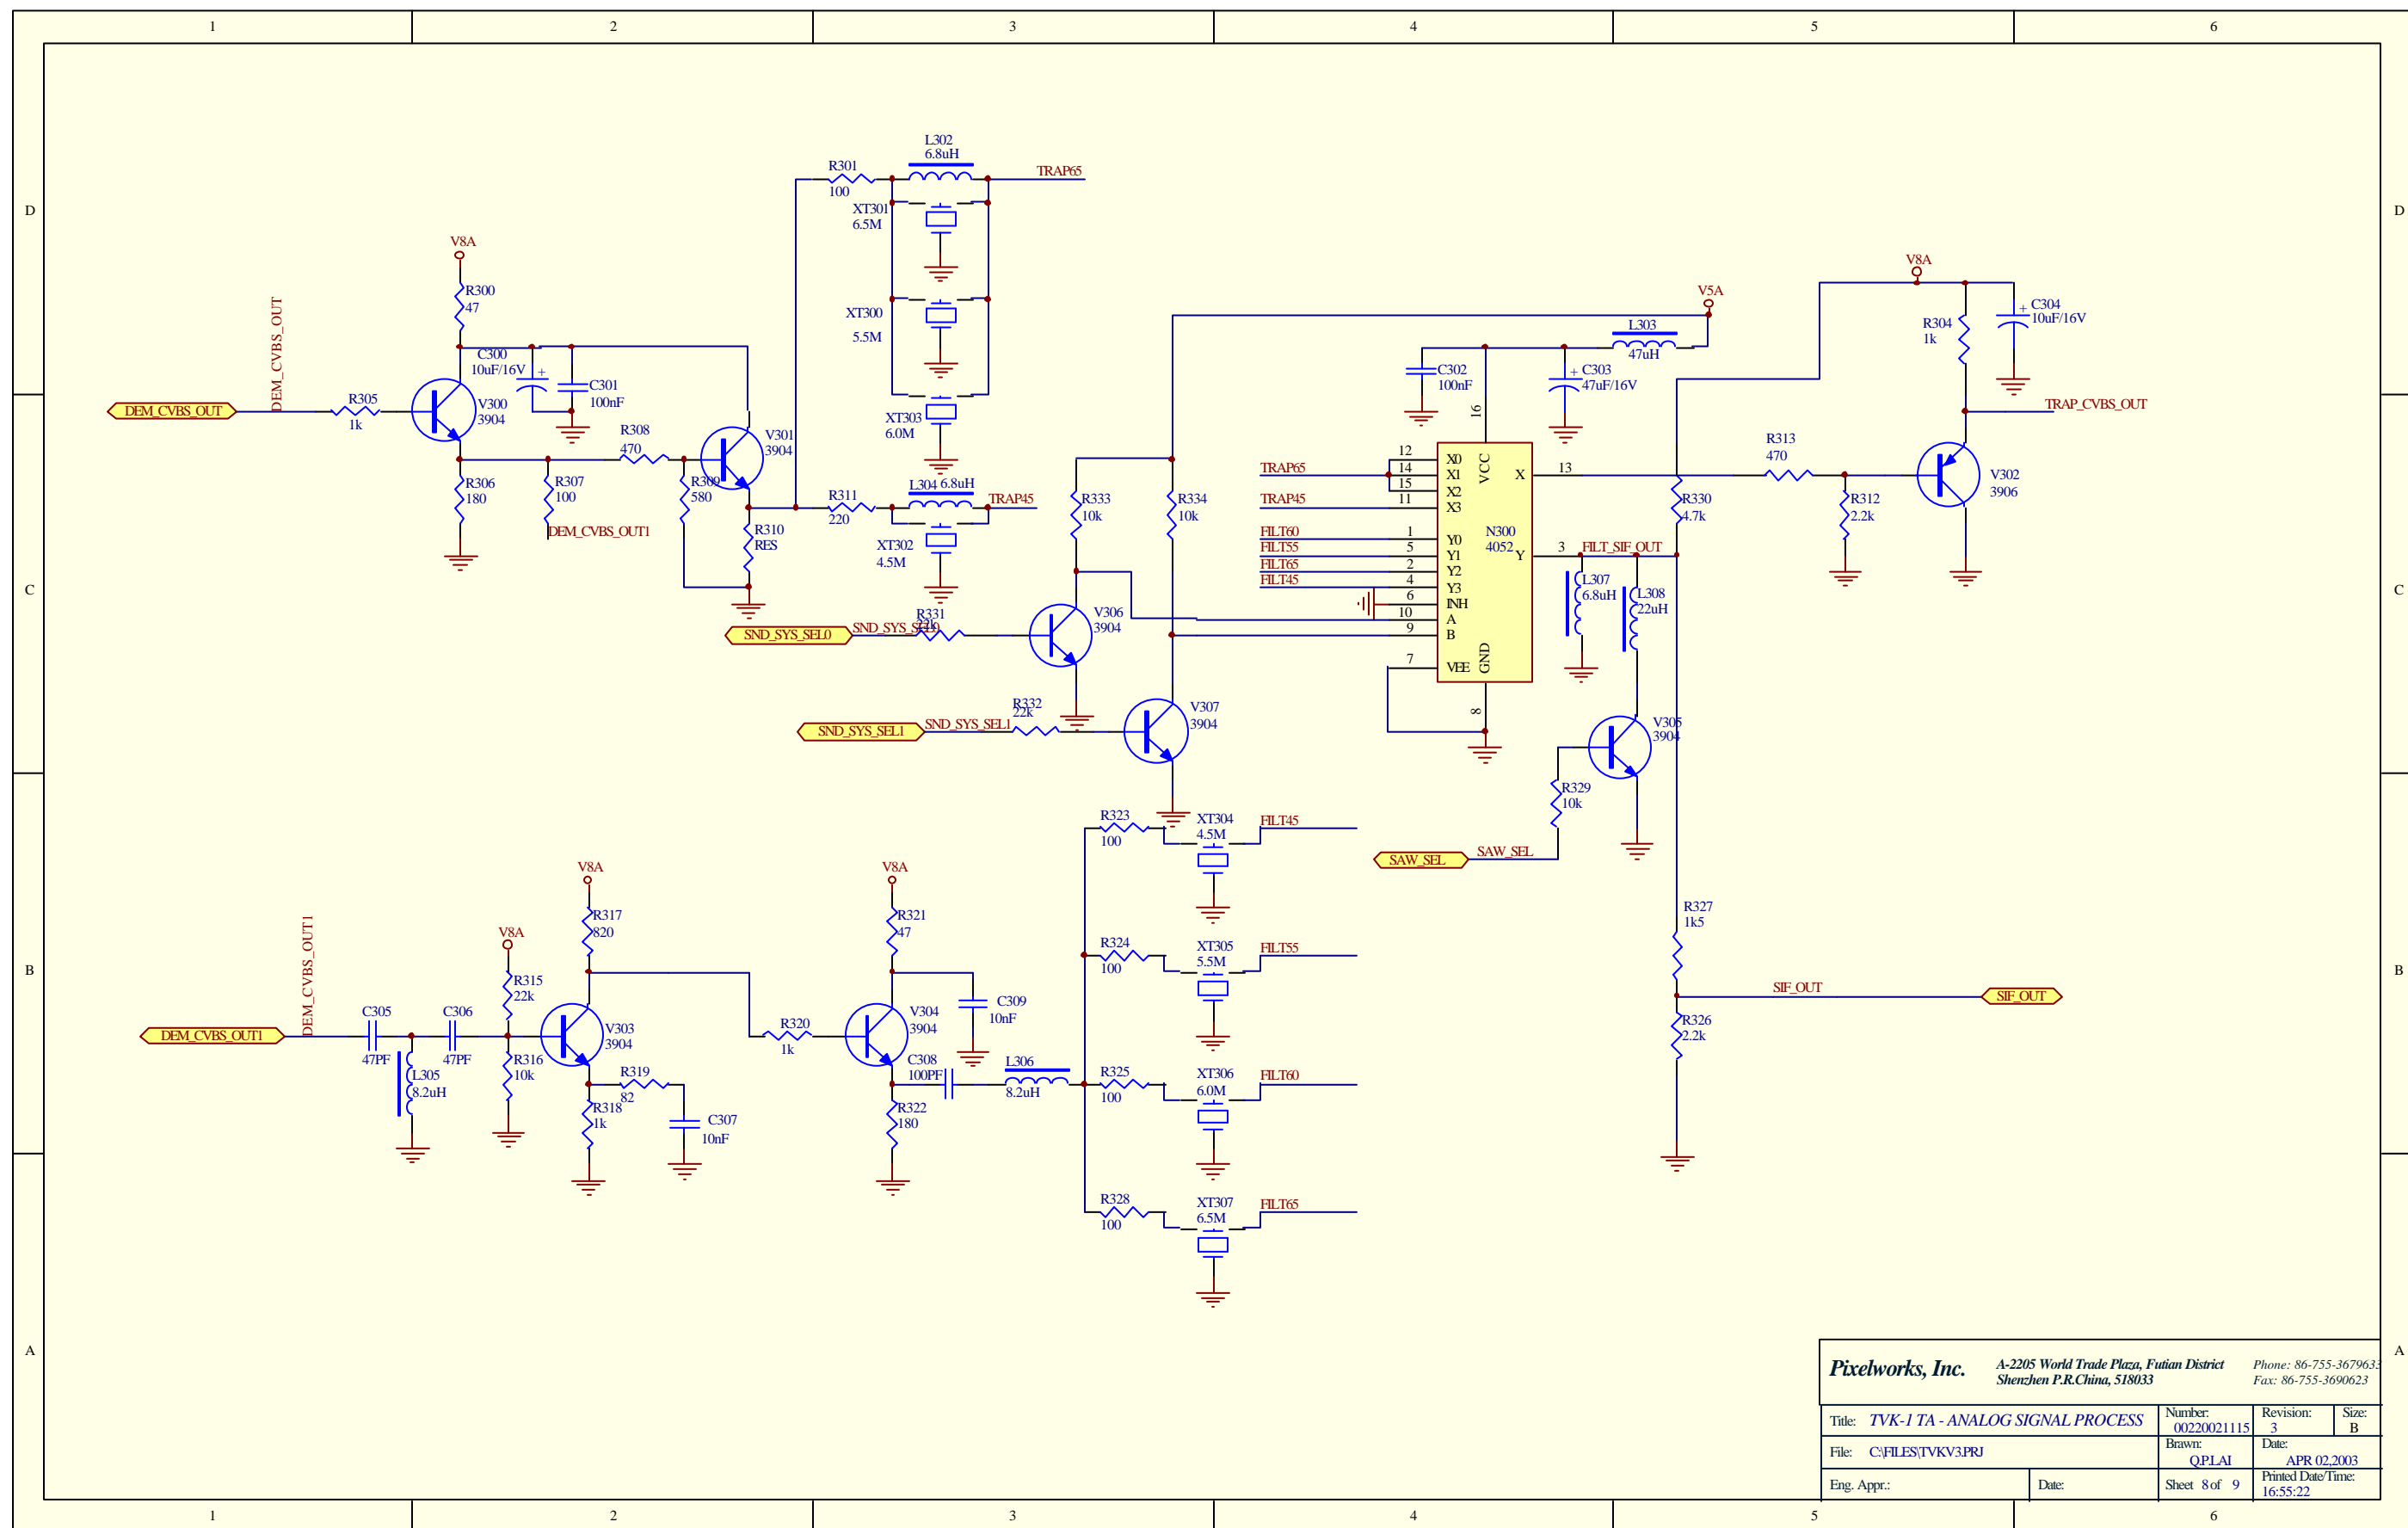 1 2 3 4 5 6
D
D
C
C
B
B
A
A
L302
6.8uH
R301
100
TRAP65
XT301
6.5M
XT300
5.5M
XT303
6.0M
V8A
R300
47
DEM_CVBS_OUT
DEM_CVBS_OUT
R305
1k
C300
10uF/16V
+
C301
100nF
V300
3904
R308
470
V301
3904
R306
180
R307
100
DEM_CVBS_OUT1
R309
580
R310
RES
R311
220
L304 6.8uH
TRAP45
XT302
4.5M
SND_SYS_SEL0
SND_SYS_SEL0
R331
22k
V306
3904
R333
10k
R334
10k
SND_SYS_SEL1
SND_SYS_SEL1
R332
22k
V307
3904
V5A
L303
47uH
C302
100nF
+ C303
47uF/16V
16
TRAP65
TRAP45
FILT60
FILT55
FILT65
FILT45
12
14
15
11
1
5
2
4
6
10
9
7
X0
X1
X2
X3
Y0
Y1
Y2
Y3
INH
A
B
VEE
VCC
GND
X
Y
N300
4052
13
3
8
FILT_SIF_OUT
L307
6.8uH
L308
22uH
V305
3904
R329
10k
SAW_SEL
SAW_SEL
R330
4.7k
R313
470
R312
2.2k
V8A
R304
1k
+ C304
10uF/16V
TRAP_CVBS_OUT
V302
3906
R327
1k5
SIF_OUT
SIF_OUT
R326
2.2k
DEM_CVBS_OUT1
DEM_CVBS_OUT1
C305
47PF
L305
8.2uH
C306
47PF
V8A
R315
22k
R316
10k
V8A
R317
820
V303
3904
R319
82
R318
1k
C307
10nF
R320
1k
V8A
R321
47
V304
3904
C309
10nF
C308
100PF
R322
180
L306
8.2uH
R323
100
XT304
4.5M
FILT45
R324
100
XT305
5.5M
FILT55
R325
100
XT306
6.0M
FILT60
R328
100
XT307
6.5M
FILT65
Pixelworks, Inc.
A-2205 World Trade Plaza, Futian District
Shenzhen P.R.China, 518033
Phone: 86-755-3679633
Fax: 86-755-3690623
Title: TVK-1 TA - ANALOG SIGNAL PROCESS
Number:
00220021115
Revision:
3
Size:
B
File: C:\FILES\TVKV3.PRJ
Brawn:
Q.P.LAI
Date:
APR 02,2003
Eng. Appr.:
Date:
Sheet 8 of 9
Printed Date/Time:
16:55:22
1 2 3 4 5 6